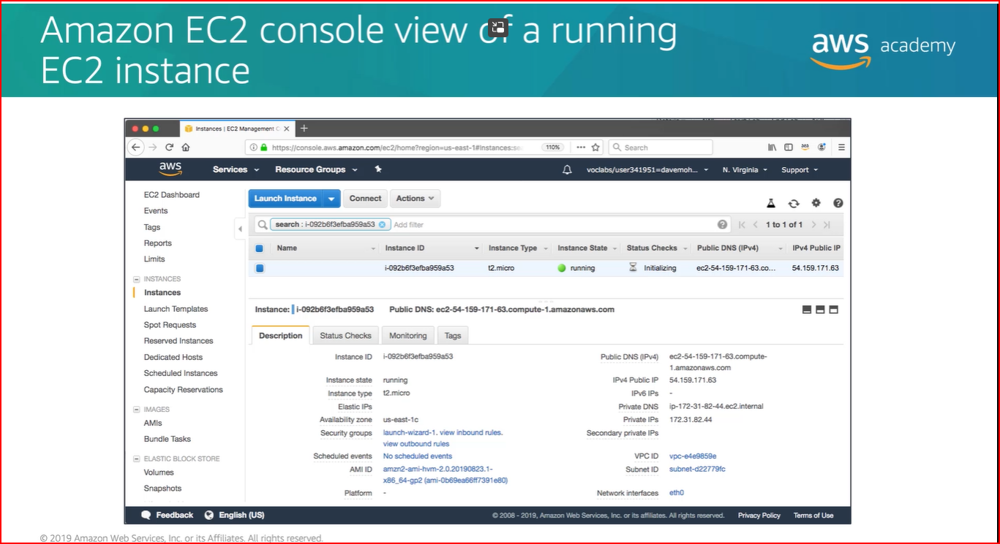 Amazon EC2 console view of a running
EC2 instance
aws academy
Instances | EC2 Management C
https://console.aws.amazon.com/ec2/home?region=us-east-1#Instances:se
110%
Search
aws
Services
Resource Groups
voclabs/user341951=davemoh...
N. Virginia
Support
EC2 Dashboard
Events
Tags
Reports
Limits
INSTANCES
Instances
Launch Templates
Spot Requests
Reserved Instances
Dedicated Hosts
Scheduled Instances
Capacity Reservations
IMAGES
AMIs
Bundle Tasks
ELASTIC BLOCK STORE
Volumes
Snapshots
Launch Instance
Connect
Actions
search : i-092b6f3efba959a53
Add filter
1 to 1 of 1
Name Instance ID Instance Type Instance State Status Checks Public DNS (IPv4) IPv4 Public IP
i-092b6f3efba959a53 t2.micro running Initializing ec2-54-159-171-63.co... 54.159.171.63
Instance: i-092b6f3efba959a53 Public DNS: ec2-54-159-171-63.compute-1.amazonaws.com
Description Status Checks Monitoring Tags
Instance ID i-092b6f3efba959a53
Instance state running
Instance type t2.micro
Elastic IPs
Availability zone us-east-1c
Security groups launch-wizard-1. view inbound rules.
view outbound rules
Scheduled events No scheduled events
AMI ID amzn2-ami-hvm-2.0.20190823.1-
x86_64-gp2 (ami-0b69ea66ff7391e80)
Platform -
Public DNS (IPv4) ec2-54-159-171-63.compute-
1.amazonaws.com
IPv4 Public IP 54.159.171.63
IPv6 IPs -
Private DNS ip-172-31-82-44.ec2.internal
Private IPs 172.31.82.44
Secondary private IPs
VPC ID vpc-e4e9859e
Subnet ID subnet-d22779fc
Network interfaces eth0
Feedback
English (US)
© 2008 - 2019, Amazon Web Services, Inc. or its affiliates. All rights reserved.
Privacy Policy
Terms of Use
© 2019 Amazon Web Services, Inc. or its Affiliates. All rights reserved.